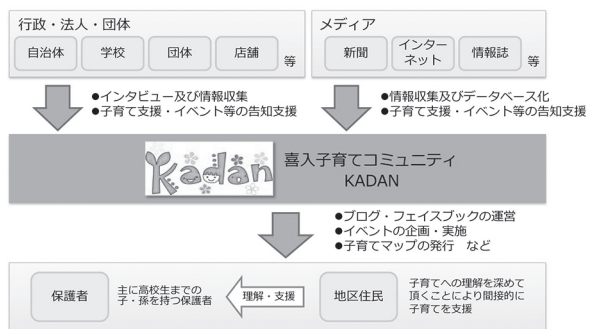 行政・法人・団体
自治体
学校
団体
店舗
等
メディア
新聞
インター
ネット
情報誌
等
●インタビュー及び情報収集
●子育て支援・イベント等の告知支援
●情報収集及びデータベース化
●子育て支援・イベント等の告知支援
Kadan
喜入子育てコミュニティ
KADAN
●ブログ・フェイスブックの運営
●イベントの企画・実施
●子育てマップの発行　など
保護者
主に高校生までの
子・孫を持つ保護者
理解・支援
地区住民
子育てへの理解を深めて
頂くことにより間接的に
子育てを支援